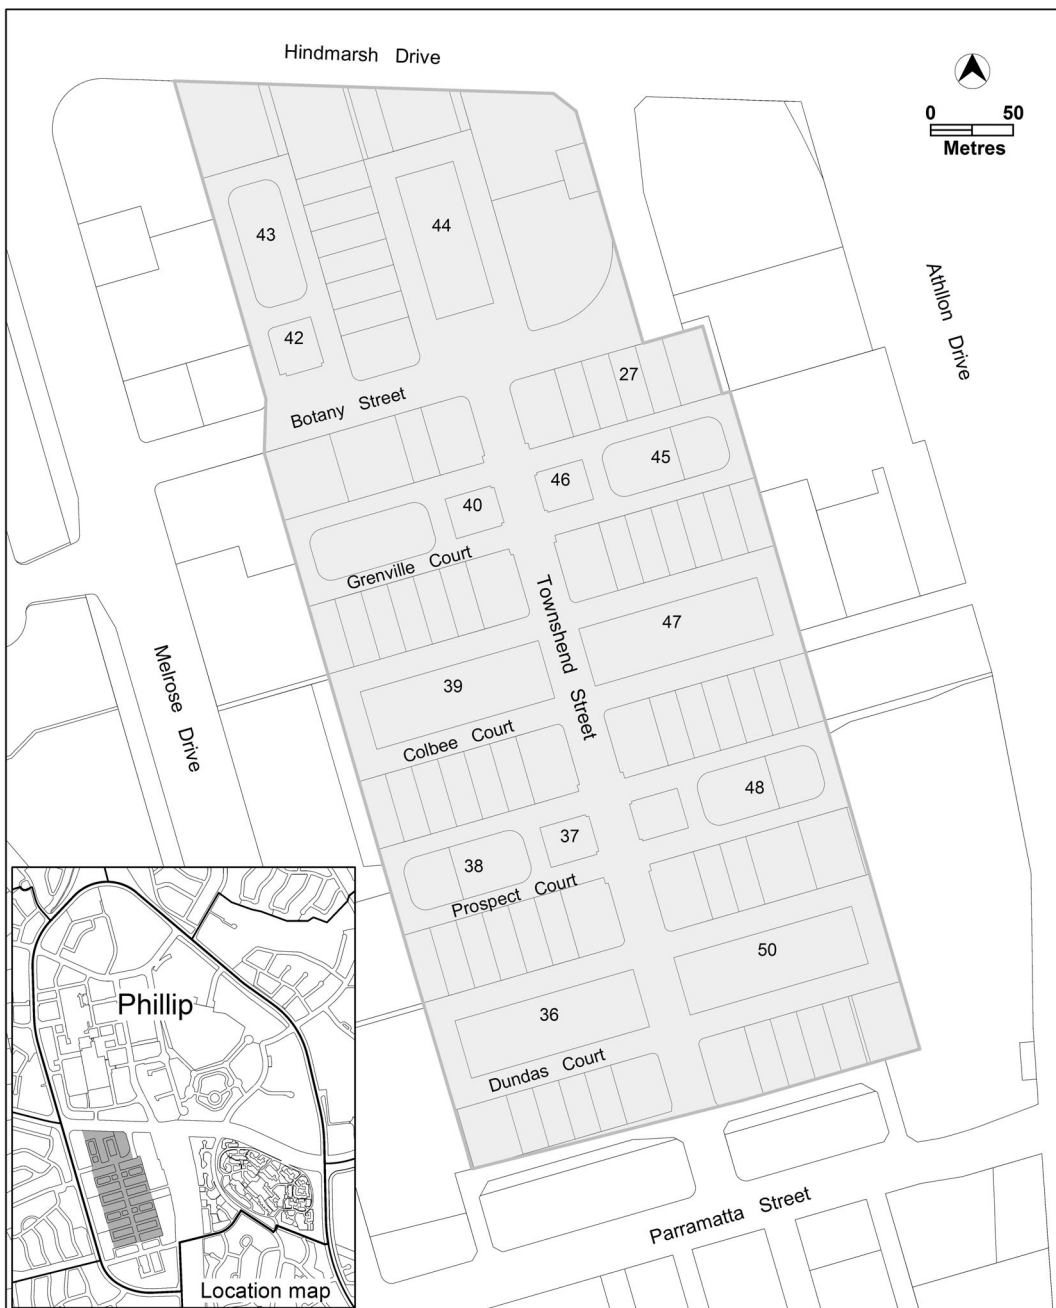 Hindmarsh Drive
0 50
Metres
43
44
Athllon Drive
42
27
Botany Street
45
46
40
Grenville Court
Townshend Street
47
39
Melrose Drive
Colbee Court
48
37
38
Prospect Court
50
36
Dundas Court
Parramatta Street
Phillip
Location map